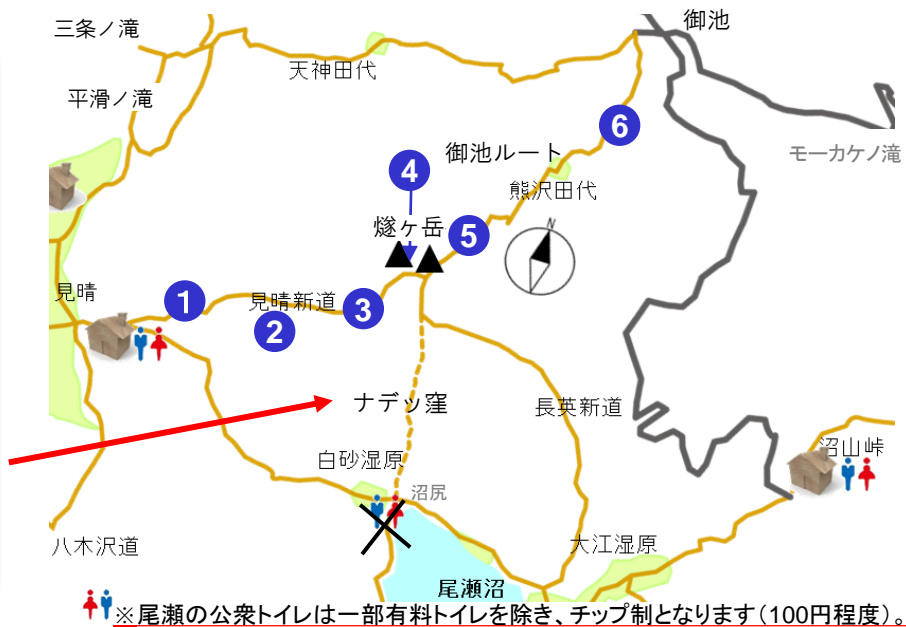 御池
三条ノ滝
天神田代
平滑ノ滝
6
御池ルート
モーカケノ滝
4
熊沢田代
燧ヶ岳
5
N
見晴
1
見晴新道
3
2
ナデッ窪
長英新道
白砂湿原
沼山峠
沼尻
八木沢道
大江湿原
尾瀬沼
※尾瀬の公衆トイレは一部有料トイレを除き、チップ制となります（100円程度）。